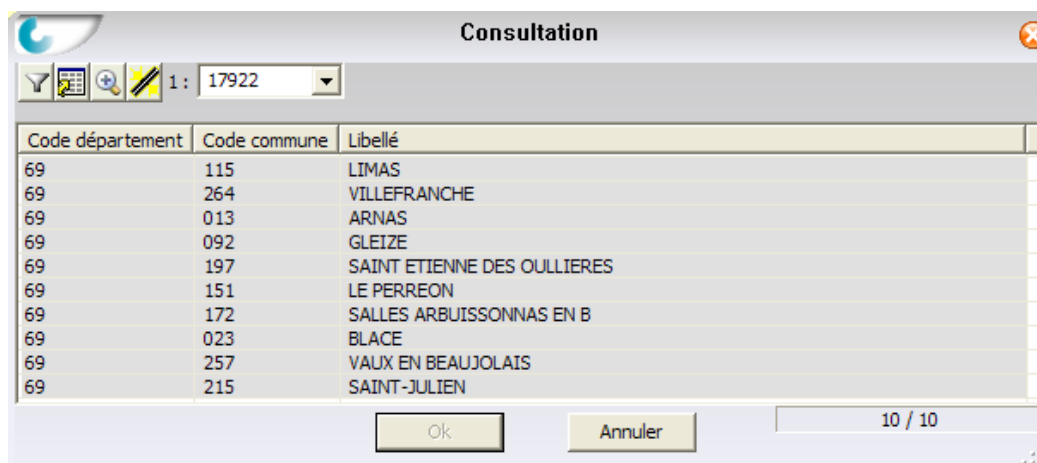 Consultation
1 : 17922
Code département Code commune Libellé
69 115 LIMAS
69 264 VILLEFRANCHE
69 013 ARNAS
69 092 GLEIZE
69 197 SAINT ETIENNE DES OULLIERES
69 151 LE PERREON
69 172 SALLES ARBUISSONNAS EN B
69 023 BLACE
69 257 VAUX EN BEAUJOLAIS
69 215 SAINT-JULIEN
Ok Annuler 10 / 10